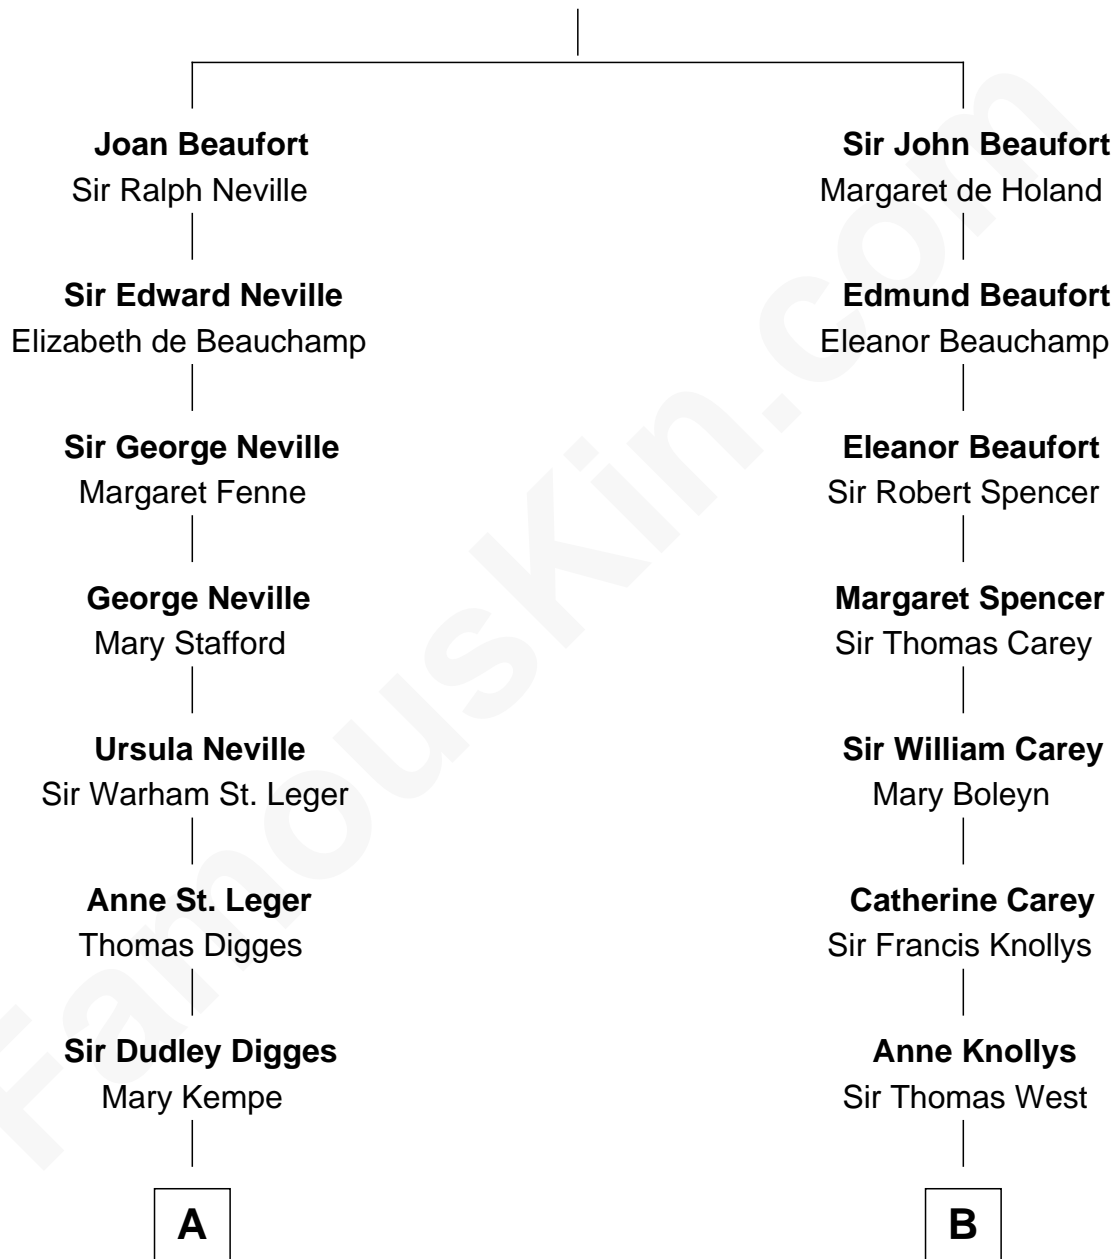 Joan Beaufort
Sir Ralph Neville
Sir John Beaufort
Margaret de Holand
Sir Edward Neville
Elizabeth de Beauchamp
Edmund Beaufort
Eleanor Beauchamp
Sir George Neville
Margaret Fenne
Eleanor Beaufort
Sir Robert Spencer
George Neville
Mary Stafford
Margaret Spencer
Sir Thomas Carey
Ursula Neville
Sir Warham St. Leger
Sir William Carey
Mary Boleyn
Anne St. Leger
Thomas Digges
Catherine Carey
Sir Francis Knollys
Sir Dudley Digges
Mary Kempe
Anne Knollys
Sir Thomas West
A
B
FamousKin.com